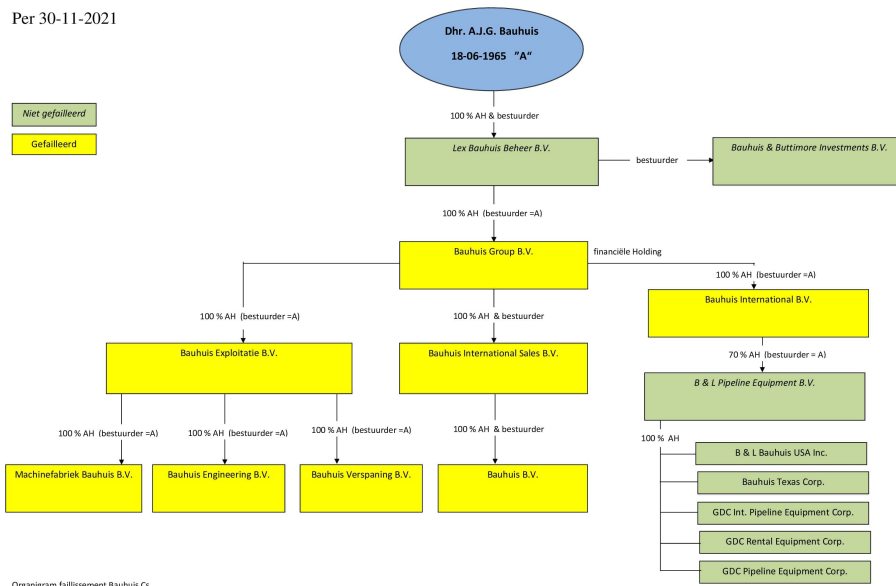 Per 30-11-2021
Dhr. A.J.G. Bauhuis
18-06-1965 "A"
Niet gefailleerd
Gefailleerd
100 % AH & bestuurder
Lex Bauhuis Beheer B.V.
bestuurder
Bauhuis & Buttimore Investments B.V.
100 % AH (bestuurder =A)
Bauhuis Group B.V.
financiële Holding
100 % AH (bestuurder =A)
Bauhuis International B.V.
100 % AH (bestuurder =A)
100 % AH & bestuurder
Bauhuis Exploitatie B.V.
Bauhuis International Sales B.V.
70 % AH (bestuurder = A)
B & L Pipeline Equipment B.V.
100 % AH (bestuurder =A)
100 % AH (bestuurder =A)
100 % AH (bestuurder =A)
100 % AH & bestuurder
100 % AH
Machinefabriek Bauhuis B.V.
Bauhuis Engineering B.V.
Bauhuis Verspaning B.V.
Bauhuis B.V.
B & L Bauhuis USA Inc.
Bauhuis Texas Corp.
GDC Int. Pipeline Equipment Corp.
GDC Rental Equipment Corp.
GDC Pipeline Equipment Corp.
Organigram faillissement Bauhuis Cs